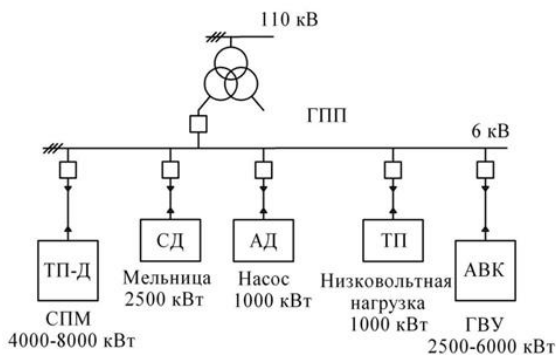 110 кВ
ГПП
6 кВ
ТП-Д
СПМ
4000-8000 кВт
СД
Мельница
2500 кВт
АД
Насос
1000 кВт
ТП
Низковольтная
нагрузка
1000 кВт
АВК
ГВУ
2500-6000 кВт